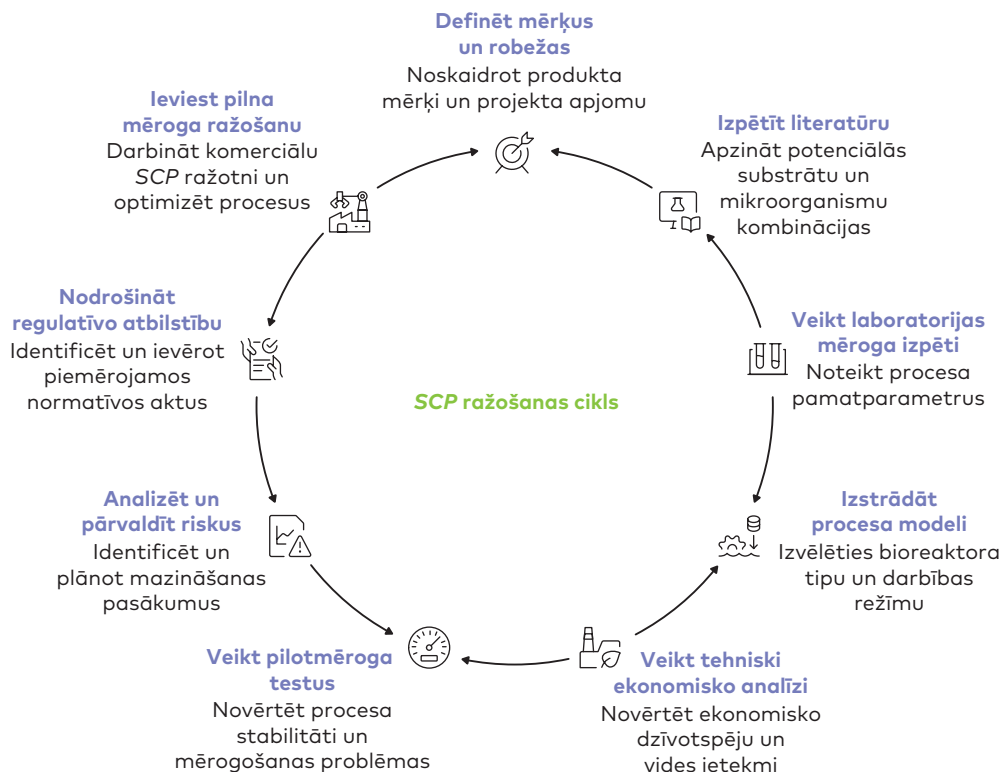 Definēt mērķus
un robežas
Noskaidrot produkta
mērķi un projekta apjomu
Izpētīt literatūru
Apzināt potenciālās
substrātu un
mikroorganismu
kombinācijas
Veikt laboratorijas
mēroga izpēti
Noteikt procesa
pamatparametrus
Izstrādāt
procesa modeli
Izvēlēties bioreaktora
tipu un darbības
režīmu
Veikt tehniski
ekonomisko analīzi
Novērtēt ekonomisko
dzīvotspēju un
vides ietekmi
Veikt pilotmēroga
testus
Novērtēt procesa
stabilitāti un
mērogošanas problēmas
Analizēt un
pārvaldīt riskus
Identificēt un
plānot mazināšanas
pasākumus
Nodrošināt
regulatīvo atbilstību
Identificēt un ievērot
piemērojamos
normatīvos aktus
Ieviest pilna
mēroga ražošanu
Darbināt komerciālu
SCP ražotni un
optimizēt procesus
SCP ražošanas cikls